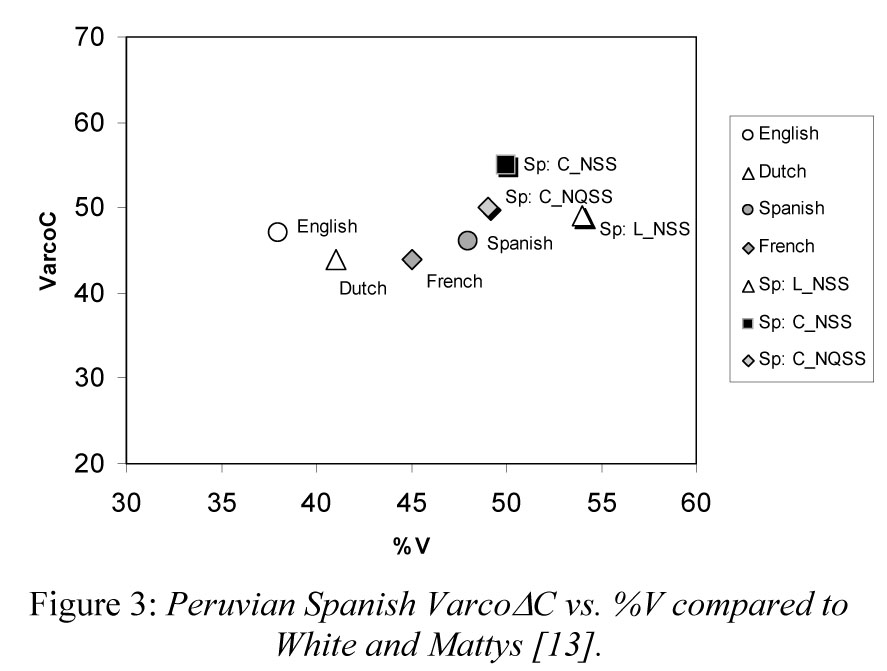 70
60
50
40
30
20
VarcoC
English
Dutch
French
Spanish
Sp: C_NSS
Sp: C_NQSS
Sp: L_NSS
30 35 40 45 50 55 60
%V
English
Dutch
Spanish
French
Sp: L_NSS
Sp: C_NSS
Sp: C_NQSS
Figure 3: Peruvian Spanish VarcoΔC vs. %V compared to
White and Mattys [13].